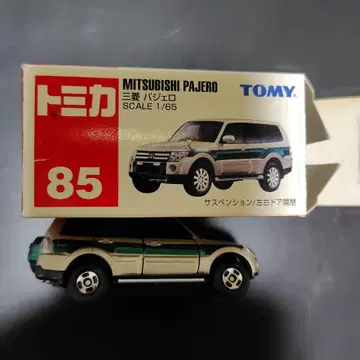 トミカ
85
MITSUBISHI PAJERO
三菱 パジェロ
SCALE 1/65
TOMY
サスペンション/左右ドア開閉